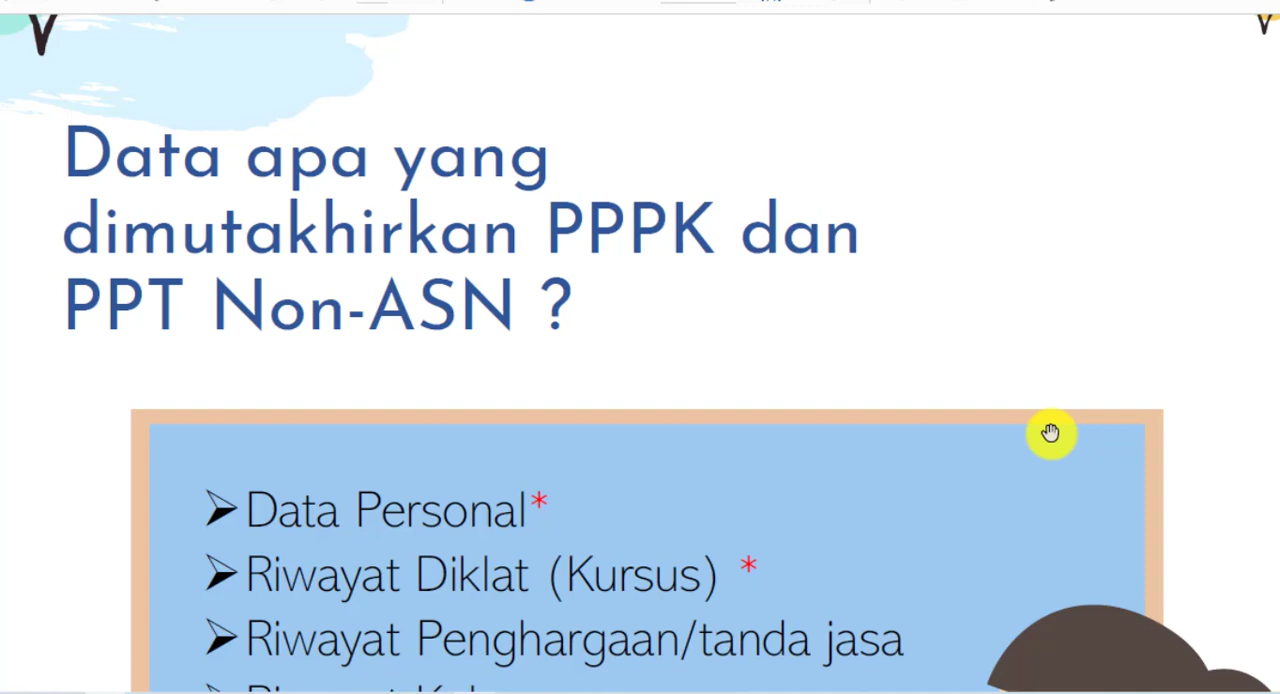 Data apa yang
dimutakhirkan PPPK dan
PPT Non-ASN ?
➢Data Personal*
➢Riwayat Diklat (Kursus) *
➢Riwayat Penghargaan/tanda jasa